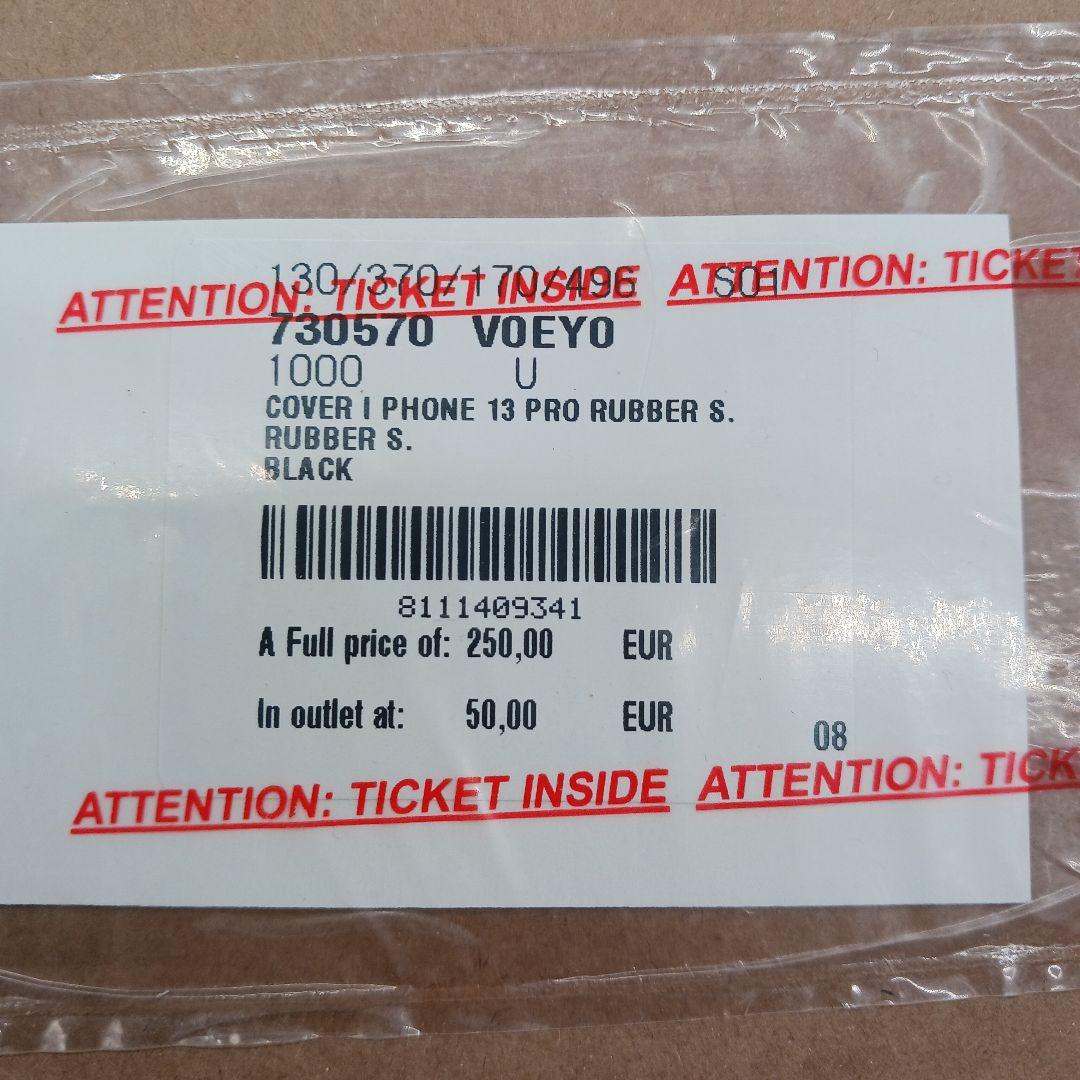 130/370/170/496 S01
ATTENTION: TICKET INSIDE ATTENTION: TICKET
730570 V0EY0
1000 U
COVER I PHONE 13 PRO RUBBER S.
RUBBER S.
BLACK
8111409341
A Full price of: 250,00 EUR
In outlet at: 50,00 EUR
08
ATTENTION: TICKET INSIDE ATTENTION: TICK